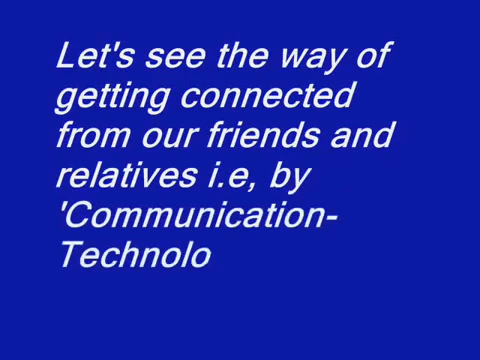 Let's see the way of
getting connected
from our friends and
relatives i.e, by
'Communication-
Technolo